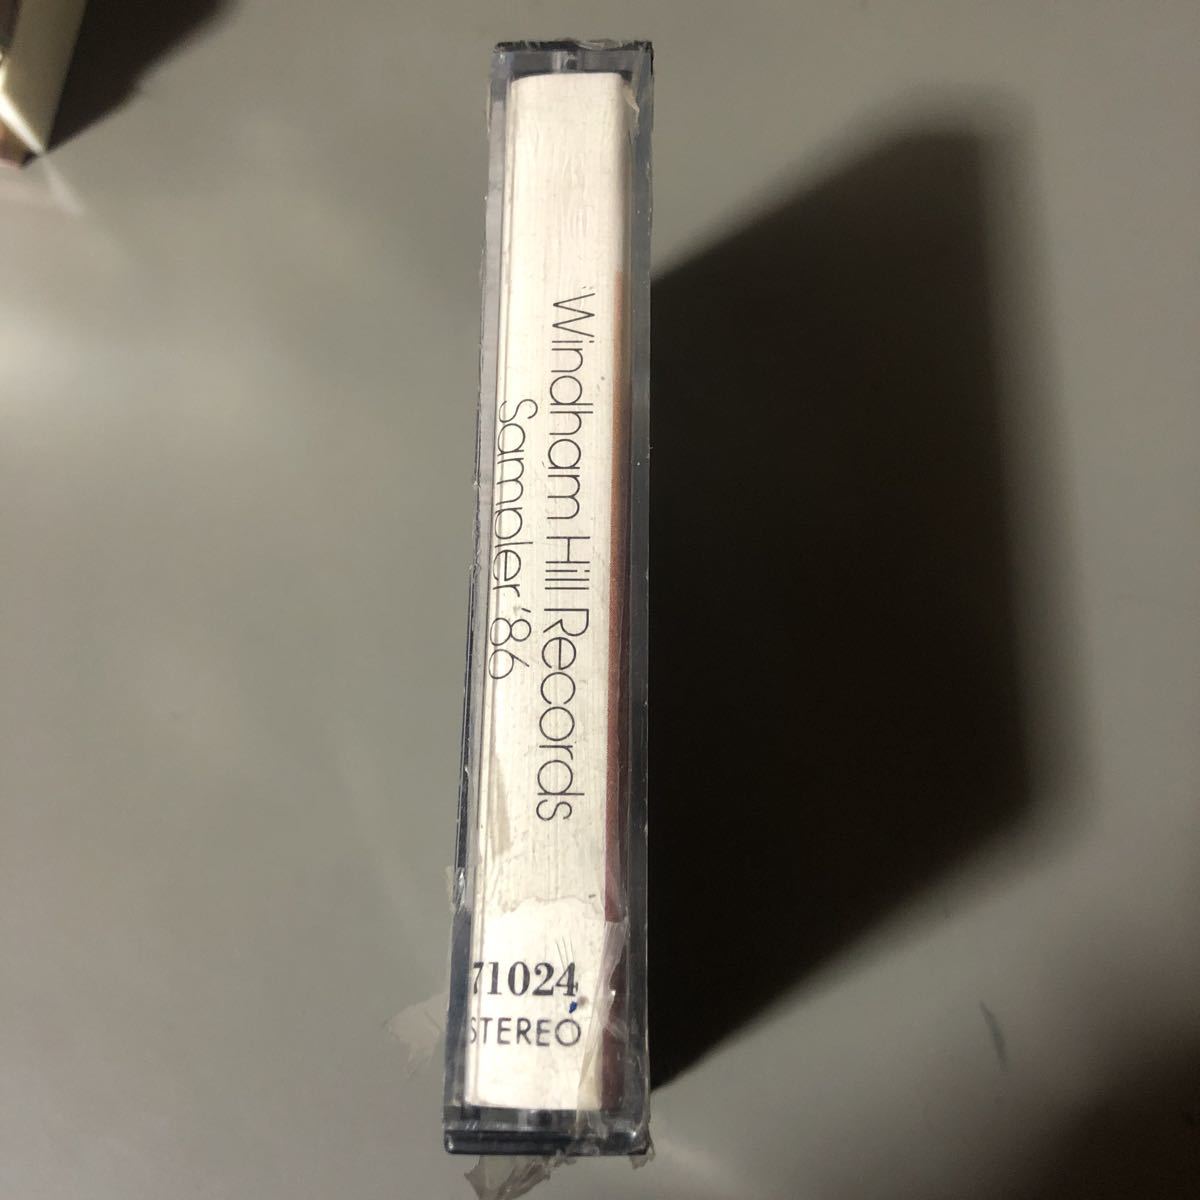 Windham Hill Records
Sampler '86
71024
STEREO